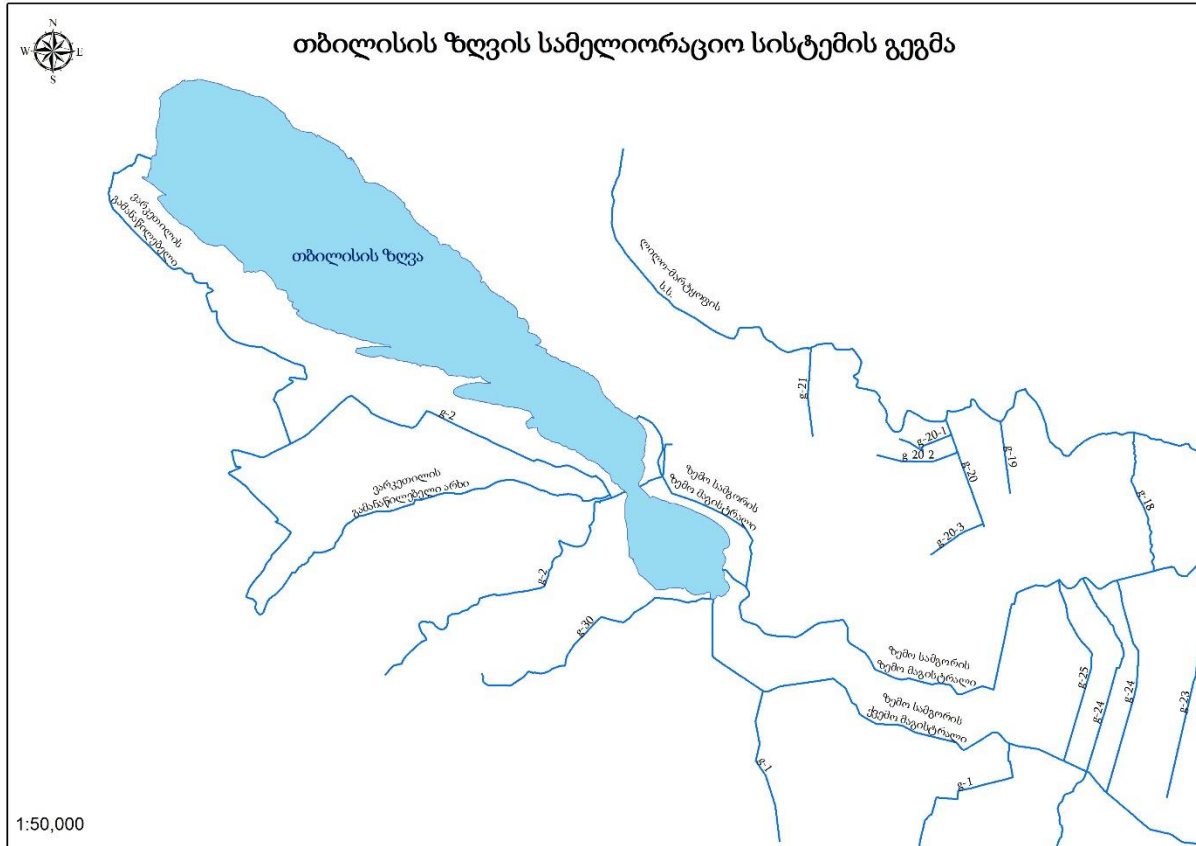 N
W E
S
თბილისის ზღვის სამელიორაციო სისტემის გეგმა
ვარკეთილის
გამანაწილებელი
თბილისის ზღვა
ლილო-მარტყოფის
ს.ს.
g-21
g-20-1
g 20 2
g-20
g-19
g-18
g-20-3
g-2
ვარკეთილის
გამანაწილებელი არხი
ზემო სამგორის
ზემო მაგისტრალი
g-2
g-30
ზემო სამგორის
ზემო მაგისტრალი
ზემო სამგორის
ქვემო მაგისტრალი
g-25
g-24
g-24
g-23
g-1
g-1
1:50,000